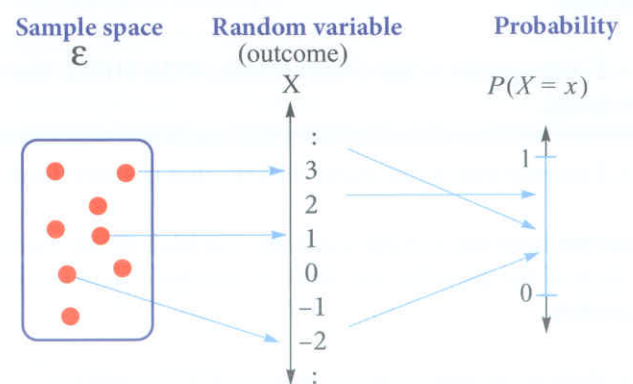 Sample space
ε
Random variable
(outcome)
X
:
3
2
1
0
−1
−2
:
Probability
P(X = x)
1
0